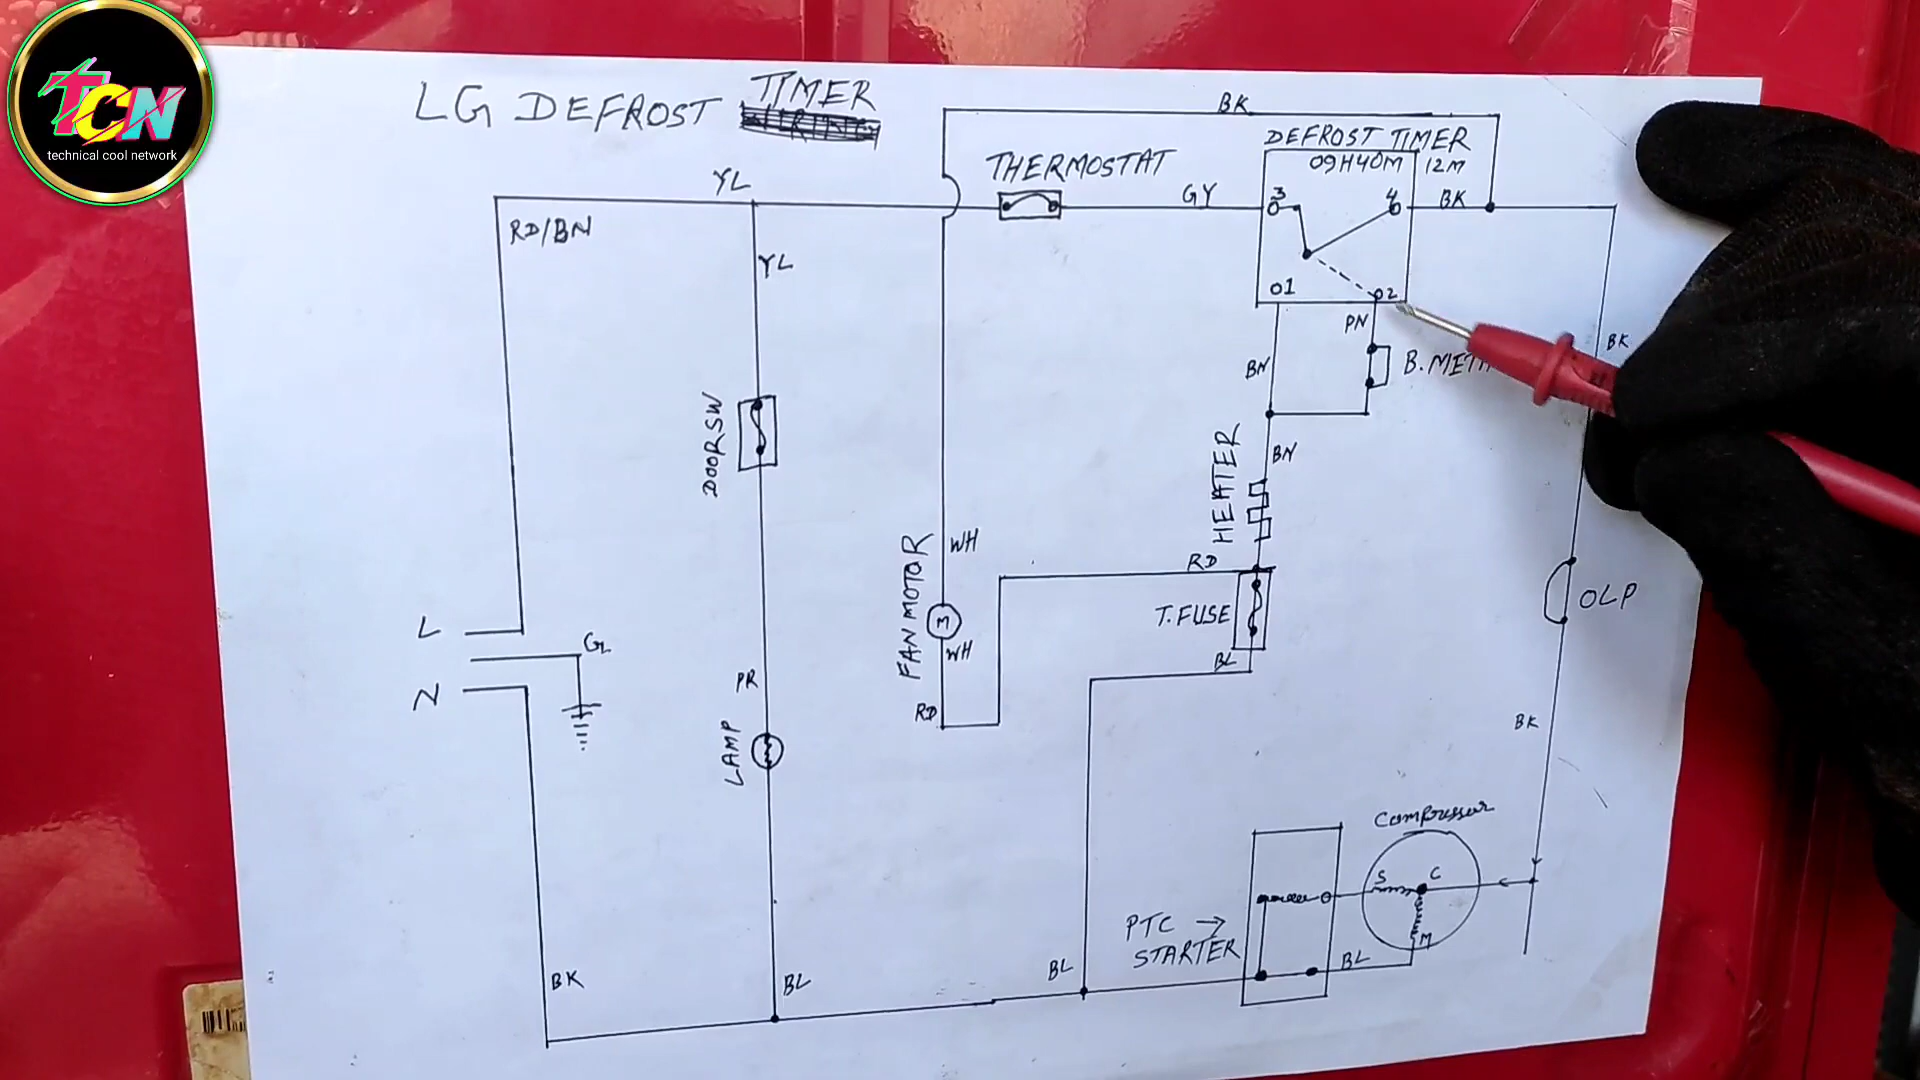 TCN
technical cool network
LG DEFROST TIMER
BK
DEFROST TIMER
09H40M 12M
THERMOSTAT
YL
GY
3
4
BK
RD/BN
YL
01
02
PN
BK
BN
B.META
DOOR SW
HEATER
BN
FAN MOTOR
WH
RD
T.FUSE
OLP
L
G
M
WH
BL
N
PR
RD
BK
LAMP
Compressor
S
C
PTC
STARTER
M
BL
BK
BL
BL